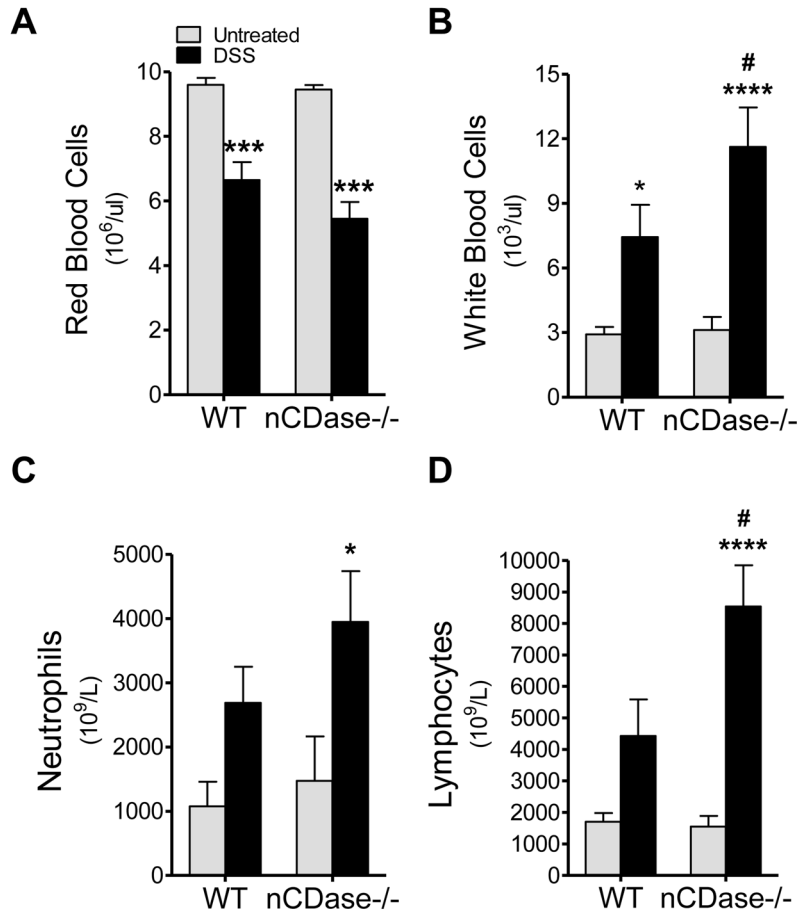 A
Untreated
DSS
Red Blood Cells
(10⁶/ul)
10
8
6
4
2
0
***
***
WT nCDase-/-
B
White Blood Cells
(10³/ul)
15
12
9
6
3
0
*
#
****
WT nCDase-/-
C
Neutrophils
(10⁹/L)
5000
4000
3000
2000
1000
0
*
WT nCDase-/-
D
Lymphocytes
(10⁹/L)
10000
9000
8000
7000
6000
5000
4000
3000
2000
1000
0
#
****
WT nCDase-/-